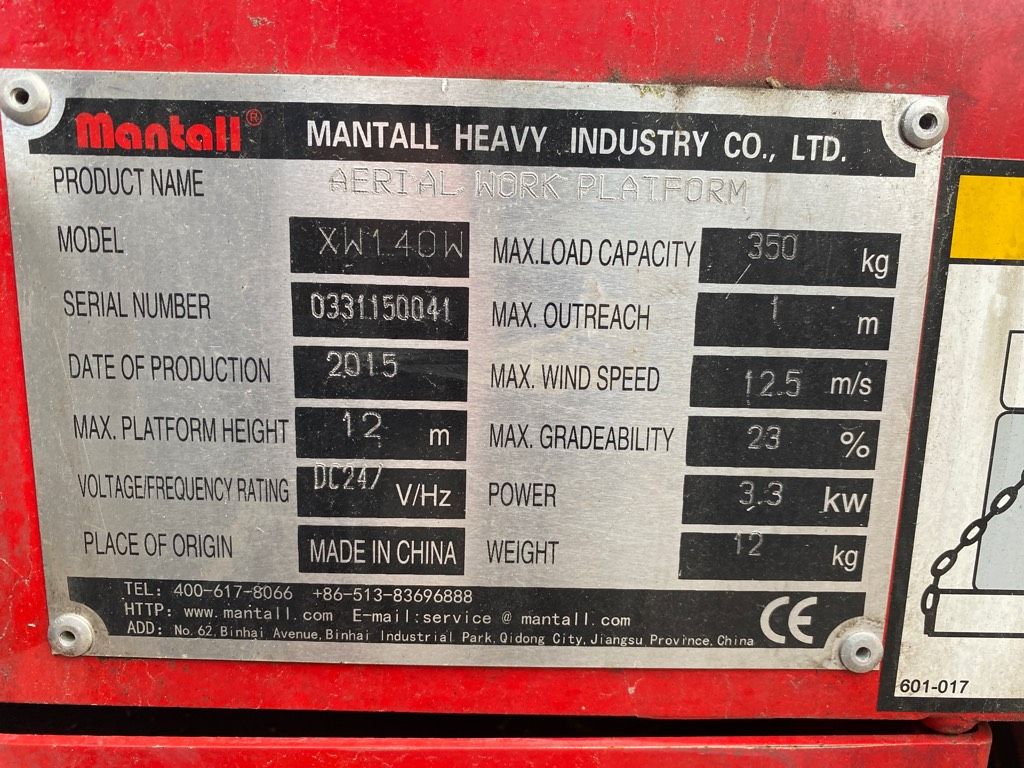 Mantall® MANTALL HEAVY INDUSTRY CO., LTD.
PRODUCT NAME AERIAL WORK PLATFORM
MODEL XW140W MAX.LOAD CAPACITY 350 kg
SERIAL NUMBER 0331150041 MAX. OUTREACH 1 m
DATE OF PRODUCTION 2015 MAX. WIND SPEED 12.5 m/s
MAX. PLATFORM HEIGHT 12 m MAX. GRADEABILITY 23 %
VOLTAGE/FREQUENCY RATING DC24/ V/Hz POWER 3.3 kw
PLACE OF ORIGIN MADE IN CHINA WEIGHT 12 kg
TEL: 400-617-8066 +86-513-83696888
HTTP: www.mantall.com E-mail:service @ mantall.com
ADD: No.62, Binhai Avenue, Binhai Industrial Park, Qidong City, Jiangsu Province, China
CE
601-017